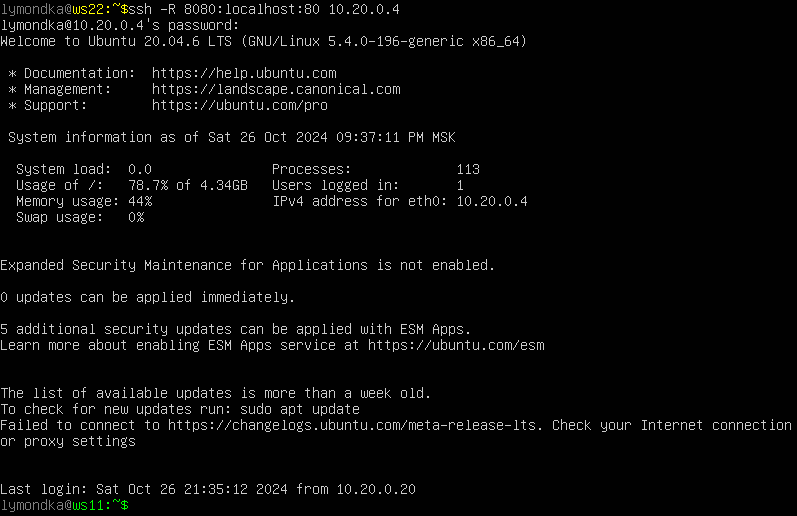 lymondka@ws22:~$ssh -R 8080:localhost:80 10.20.0.4
lymondka@10.20.0.4's password:
Welcome to Ubuntu 20.04.6 LTS (GNU/Linux 5.4.0-196-generic x86_64)
* Documentation:  https://help.ubuntu.com
* Management:     https://landscape.canonical.com
* Support:        https://ubuntu.com/pro
System information as of Sat 26 Oct 2024 09:37:11 PM MSK
System load:  0.0               Processes:             113
Usage of /:   78.7% of 4.34GB   Users logged in:       1
Memory usage: 44%               IPv4 address for eth0: 10.20.0.4
Swap usage:   0%
Expanded Security Maintenance for Applications is not enabled.
0 updates can be applied immediately.
5 additional security updates can be applied with ESM Apps.
Learn more about enabling ESM Apps service at https://ubuntu.com/esm
The list of available updates is more than a week old.
To check for new updates run: sudo apt update
Failed to connect to https://changelogs.ubuntu.com/meta-release-lts. Check your Internet connection
or proxy settings
Last login: Sat Oct 26 21:35:12 2024 from 10.20.0.20
lymondka@ws11:~$